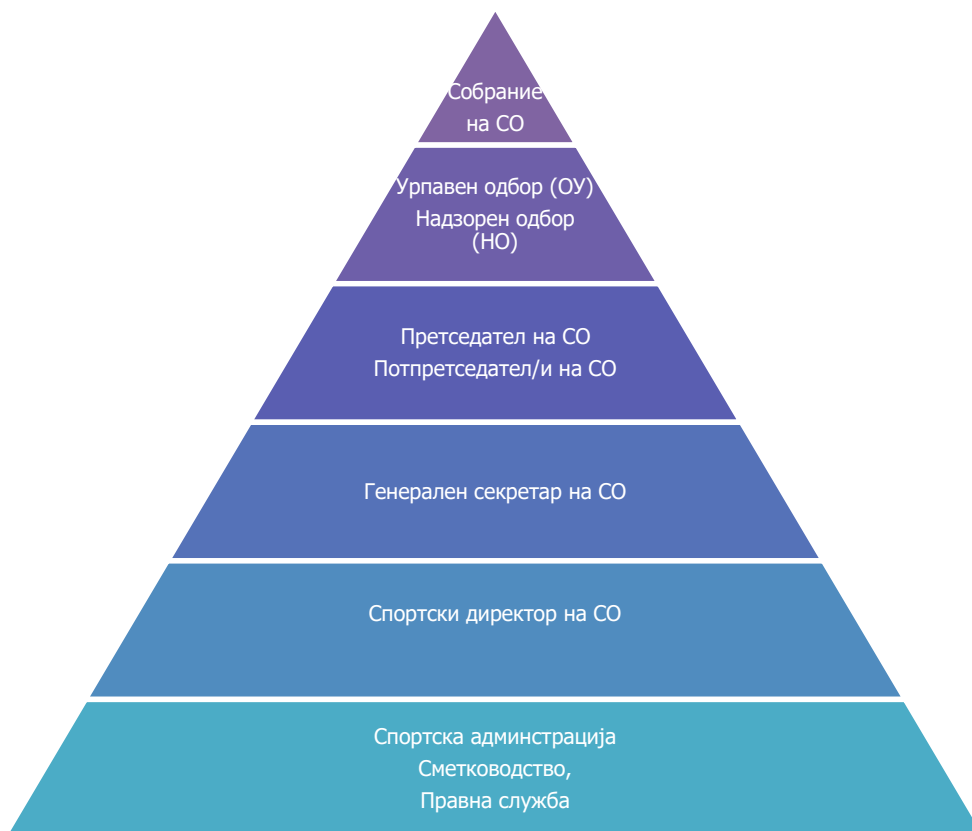 Собрание
на СО
Урпавен одбор (ОУ)
Надзорен одбор
(НО)
Претседател на СО
Потпретседател/и на СО
Генерален секретар на СО
Спортски директор на СО
Спортска админстрација
Сметководство,
Правна служба